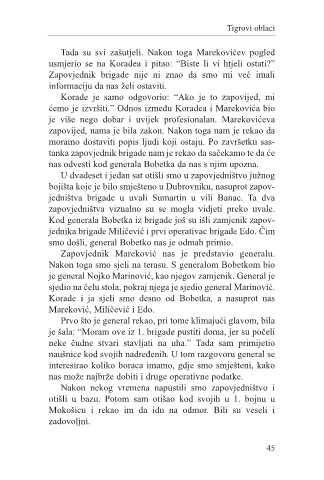 Tigrovi oblaci
Tada su svi zašutjeli. Nakon toga Marekovićev pogled
usmjerio se na Koradea i pitao: “Biste li vi htjeli ostati?”
Zapovjednik brigade nije ni znao da smo mi već imali
informaciju da nas želi ostaviti.
Korade je samo odgovorio: “Ako je to zapovijed, mi
ćemo je izvršiti.” Odnos između Koradea i Marekovića bio
je više nego dobar i uvijek profesionalan. Marekovićeva
zapovijed, nama je bila zakon. Nakon toga nam je rekao da
moramo dostaviti popis ljudi koji ostaju. Po završetku sas-
tanka zapovjednik brigade nam je rekao da sačekamo te da će
nas odvesti kod generala Bobetka da nas s njim upozna.
U dvadeset i jedan sat otišli smo u zapovjedništvo južnog
bojišta koje je bilo smješteno u Dubrovniku, nasuprot zapov-
jedništva brigade u uvali Sumartin u vili Banac. Ta dva
zapovjedništva vizualno su se mogla vidjeti preko uvale.
Kod generala Bobetka iz brigade još su išli zamjenik zapov-
jednika brigade Miličević i prvi operativac brigade Edo. Čim
smo došli, general Bobetko nas je odmah primio.
Zapovjednik Mareković nas je predstavio generalu.
Nakon toga smo sjeli na terasu. S generalom Bobetkom bio
je general Nojko Marinović, kao njegov zamjenik. General je
sjedio na čelu stola, pokraj njega je sjedio general Marinović.
Korade i ja sjeli smo desno od Bobetka, a nasuprot nas
Mareković, Miličević i Edo.
Prvo što je general rekao, pri tome klimajući glavom, bila
je šala: “Moram ove iz 1. brigade pustiti doma, jer su počeli
neke čudne stvari stavljati na uha.” Tada sam primijetio
naušnice kod svojih nadređenih. U tom razgovoru general se
interesirao koliko boraca imamo, gdje smo smješteni, kako
nas može najbrže dobiti i druge operativne podatke.
Nakon nekog vremena napustili smo zapovjedništvo i
otišli u bazu. Potom sam otišao kod svojih u 1. bojnu u
Mokošicu i rekao im da idu na odmor. Bili su veseli i
zadovoljni.
45